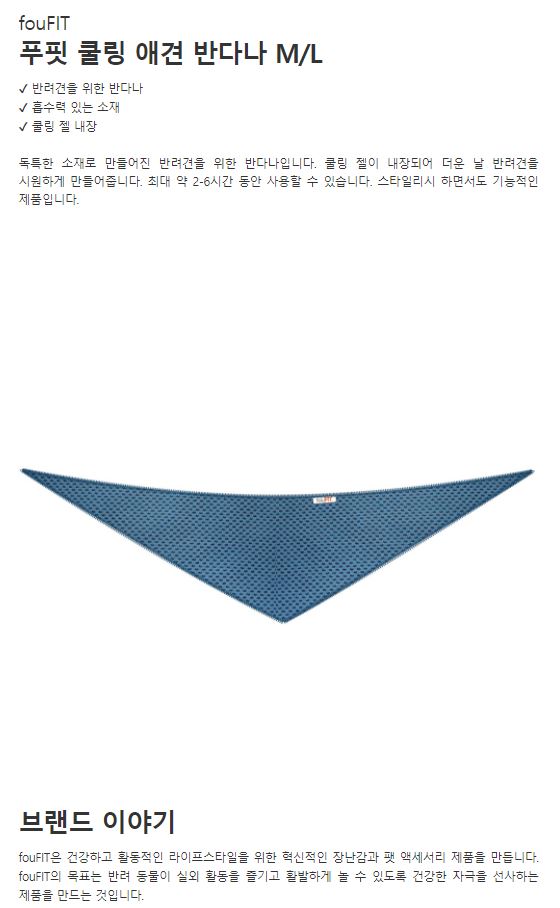 fouFIT
푸핏 쿨링 애견 반다나 M/L
✓ 반려견을 위한 반다나
✓ 흡수력 있는 소재
✓ 쿨링 젤 내장
독특한 소재로 만들어진 반려견을 위한 반다나입니다. 쿨링 젤이 내장되어 더운 날 반려견을
시원하게 만들어줍니다. 최대 약 2-6시간 동안 사용할 수 있습니다. 스타일리시 하면서도 기능적인
제품입니다.
fouFIT
브랜드 이야기
fouFIT은 건강하고 활동적인 라이프스타일을 위한 혁신적인 장난감과 팻 액세서리 제품을 만듭니다.
fouFIT의 목표는 반려 동물이 실외 활동을 즐기고 활발하게 놀 수 있도록 건강한 자극을 선사하는
제품을 만드는 것입니다.